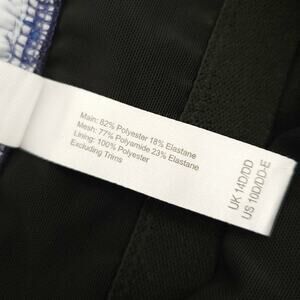 Main: 82% Polyester 18% Elastane
Mesh: 77% Polyamide 23% Elastane
Lining: 100% Polyester
Excluding Trims
UK 14D/DD
US 10D/DD-E